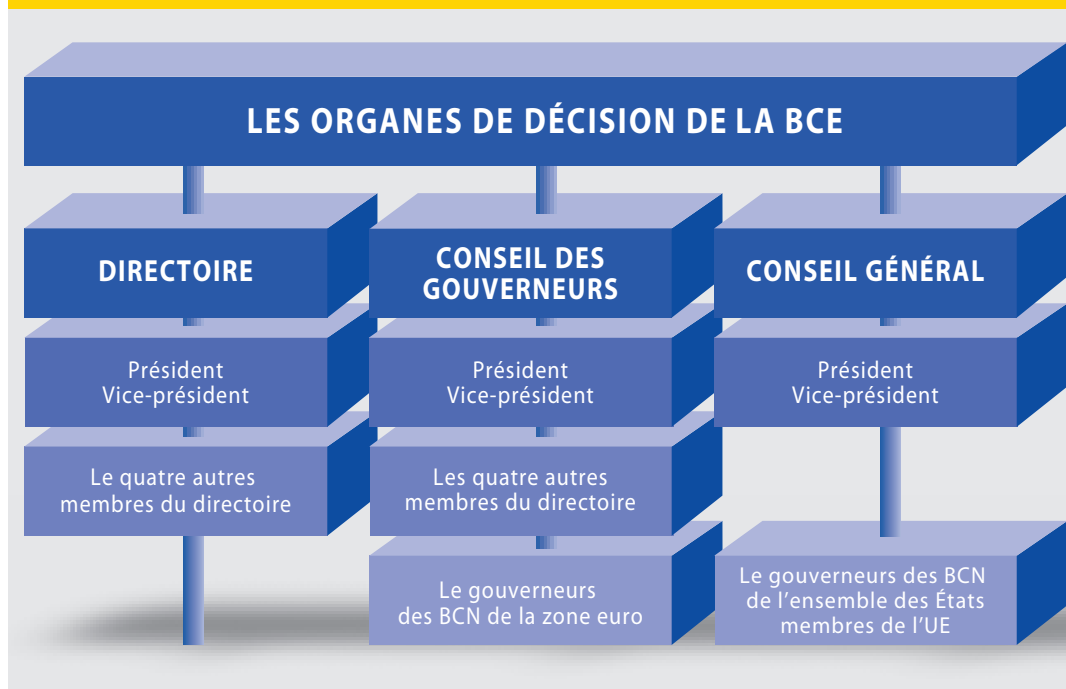 LES ORGANES DE DÉCISION DE LA BCE
DIRECTOIRE
Président
Vice-président
Le quatre autres
membres du directoire
CONSEIL DES
GOUVERNEURS
Président
Vice-président
Les quatre autres
membres du directoire
Le gouverneurs
des BCN de la zone euro
CONSEIL GÉNÉRAL
Président
Vice-président
Le gouverneurs des BCN
de l’ensemble des États
membres de l’UE